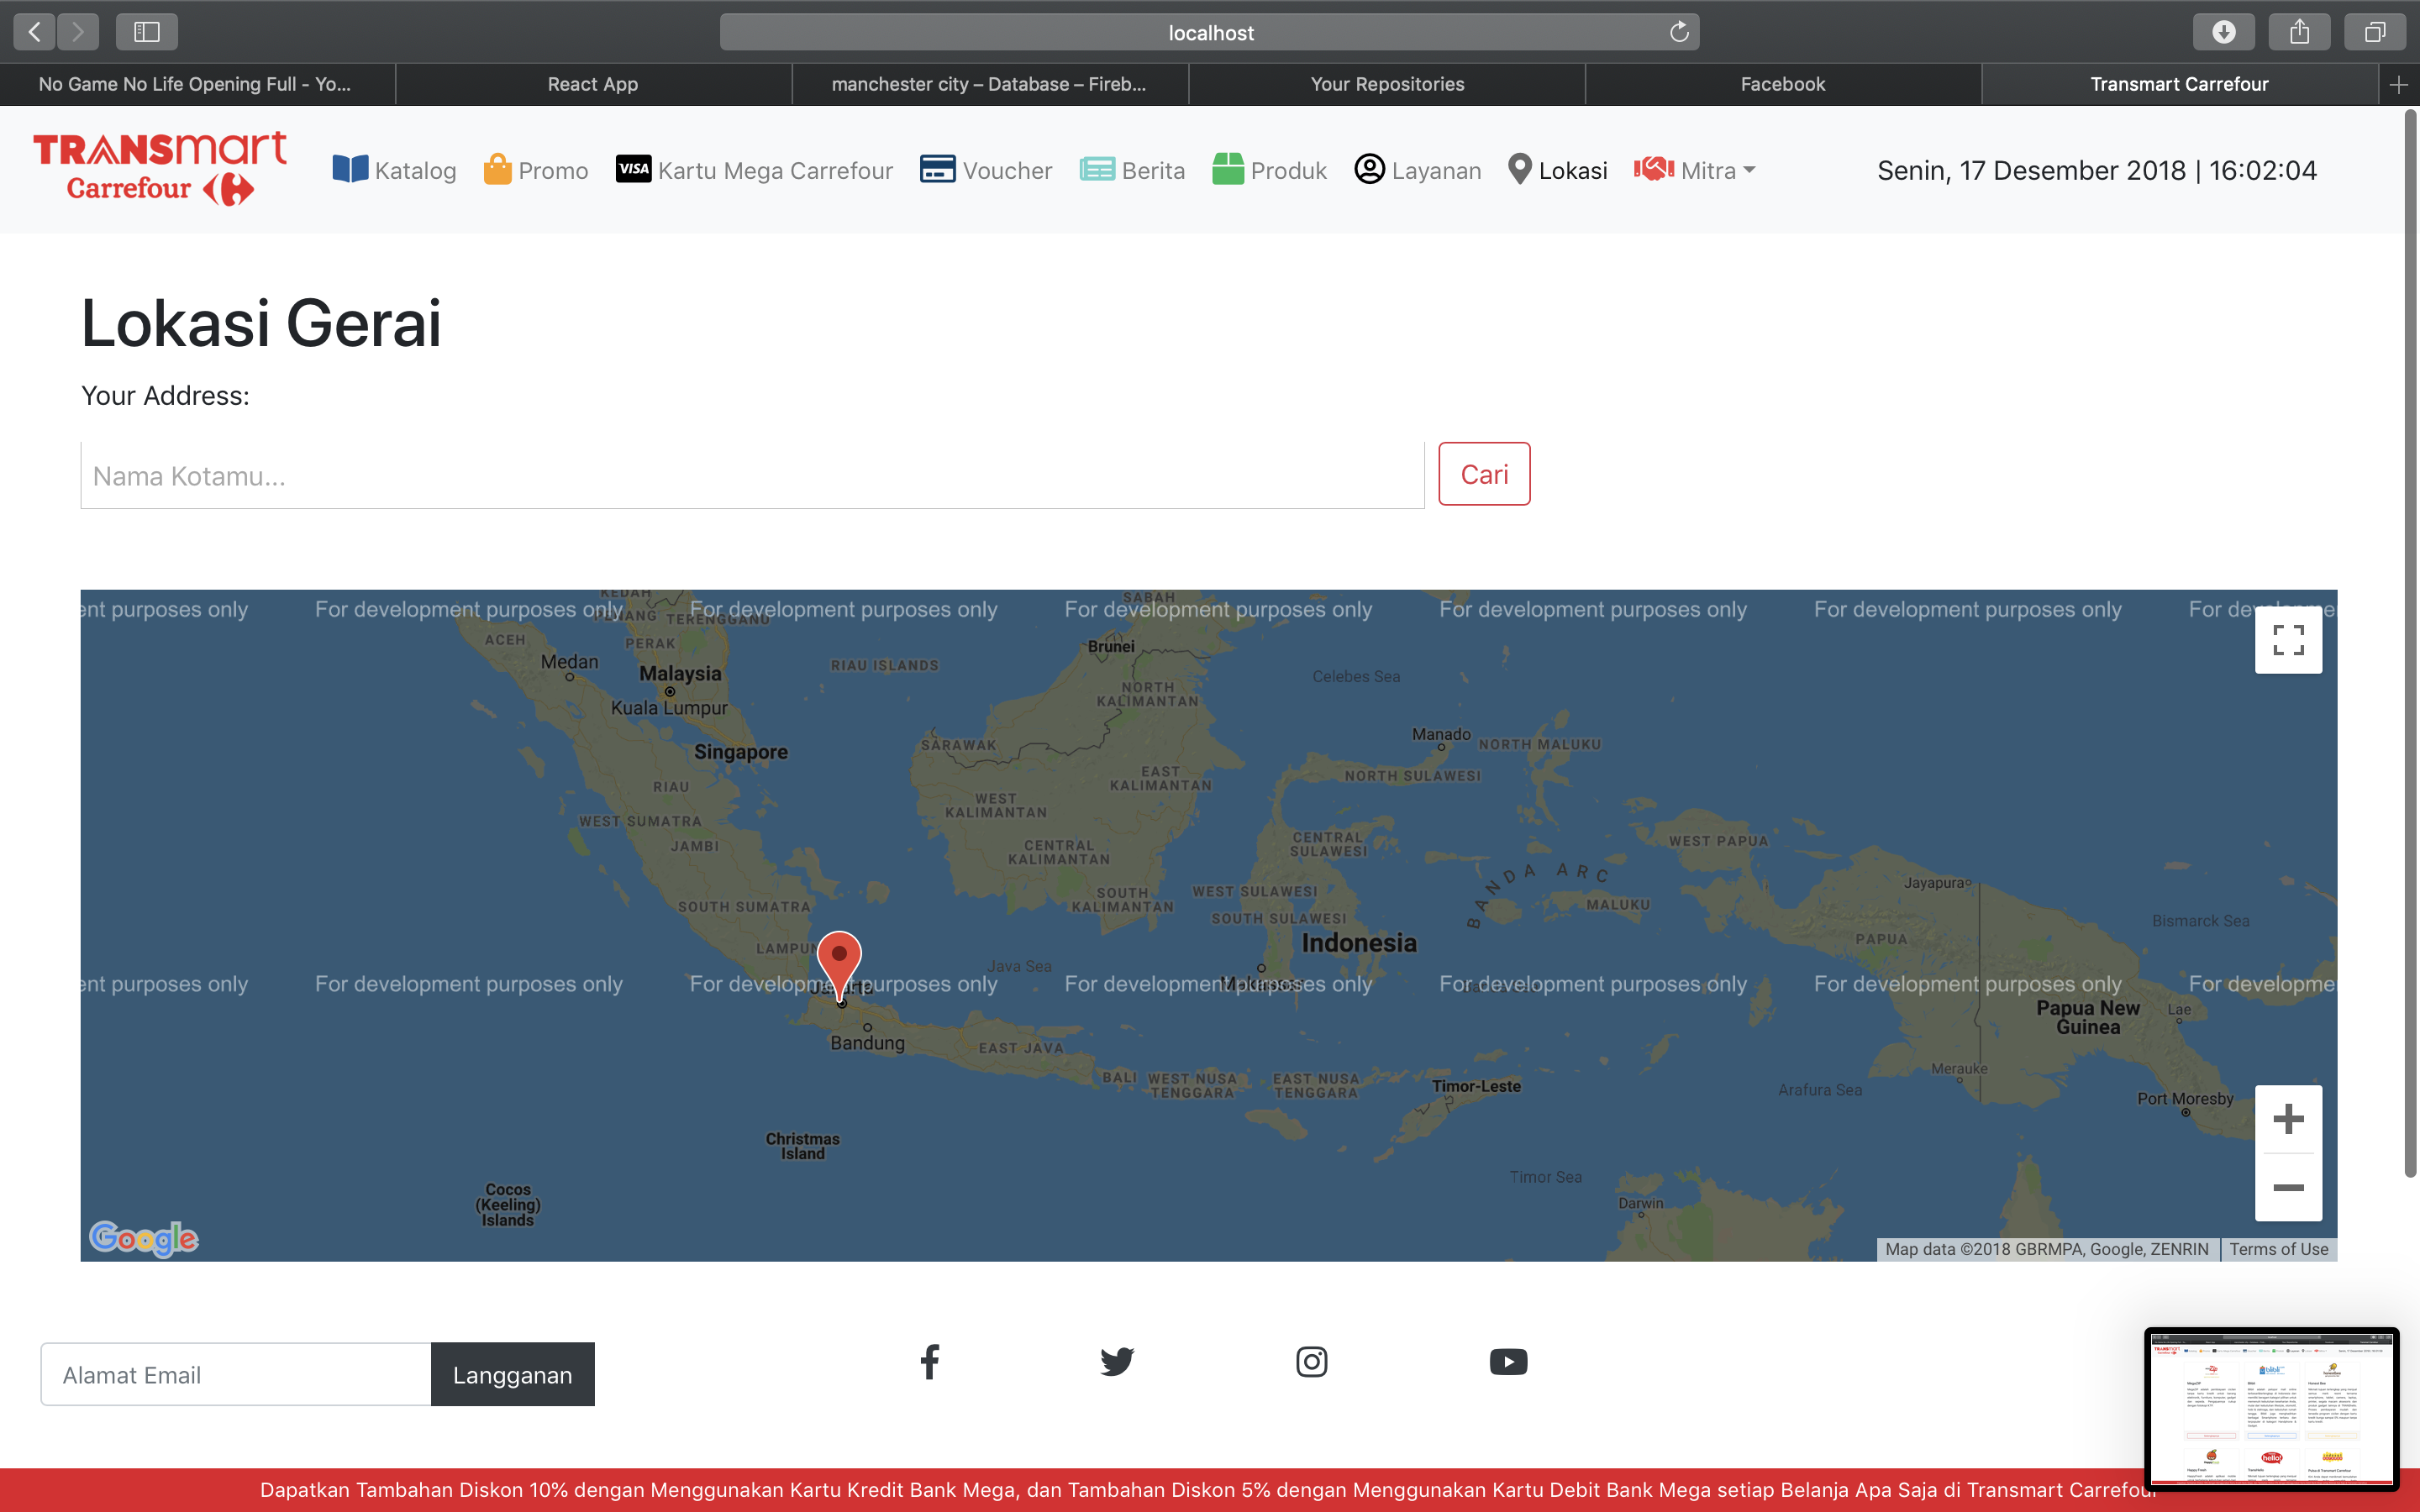 localhost
No Game No Life Opening Full - Yo...
React App
manchester city – Database – Fireb...
Your Repositories
Facebook
Transmart Carrefour
TRANSmart
Carrefour
Katalog
Promo
VISA
Kartu Mega Carrefour
Voucher
Berita
Produk
Layanan
Lokasi
Mitra
Senin, 17 Desember 2018 | 16:02:04
Lokasi Gerai
Your Address:
Nama Kotamu...
Cari
ent purposes only
For development purposes only
For development purposes only
For development purposes only
For development purposes only
For development purposes only
KEDAH
PENANG
TERENGGANU
SABAH
ACEH
PERAK
Brunei
Medan
Malaysia
RIAU ISLANDS
Celebes Sea
NORTH
KALIMANTAN
Kuala Lumpur
Singapore
SARAWAK
Manado
NORTH MALUKU
NORTH SULAWESI
EAST
KALIMANTAN
RIAU
WEST
KALIMANTAN
WEST SUMATRA
JAMBI
CENTRAL
KALIMANTAN
CENTRAL
SULAWESI
WEST PAPUA
BANDA ARC
Jayapura
SOUTH SUMATRA
SOUTH
KALIMANTAN
WEST SULAWESI
SOUTH SULAWESI
MALUKU
Bismarck Sea
Indonesia
PAPUA
LAMPUN
Java Sea
ent purposes only
For development purposes only
For development purposes only
For development purposes only
For development purposes only
For development purposes only
For developme
Jakarta
Makassar
Papua New
Guinea
Lae
Bandung
EAST JAVA
BALI
WEST NUSA
TENGGARA
EAST NUSA
TENGGARA
Timor-Leste
Merauke
Arafura Sea
Port Moresby
Christmas
Island
Timor Sea
Cocos
(Keeling)
Islands
Darwin
Google
Map data ©2018 GBRMPA, Google, ZENRIN
Terms of Use
Alamat Email
Langganan
Dapatkan Tambahan Diskon 10% dengan Menggunakan Kartu Kredit Bank Mega, dan Tambahan Diskon 5% dengan Menggunakan Kartu Debit Bank Mega setiap Belanja Apa Saja di Transmart Carrefour